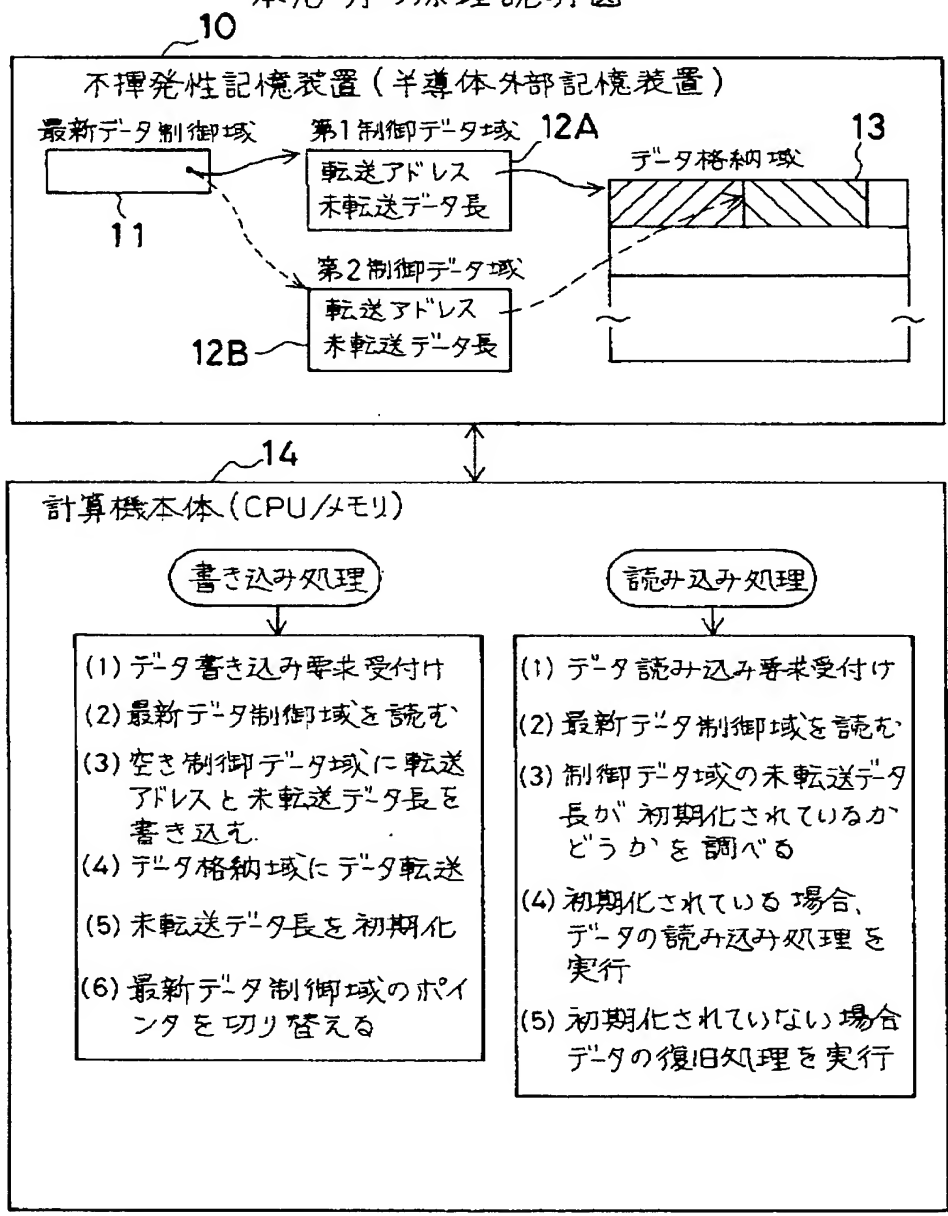 本発明の原理説明図
10
不揮発性記憶装置(半導体外部記憶装置)
最新データ制御域
11
第1制御データ域
12A
転送アドレス
未転送データ長
第2制御データ域
転送アドレス
未転送データ長
12B
データ格納域
13
14
計算機本体(CPU/メモリ)
書き込み処理
(1)データ書き込み要求受付け
(2)最新データ制御域を読む
(3)空き制御データ域に転送
アドレスと未転送データ長を
書き込む.
(4)データ格納域にデータ転送
(5)未転送データ長を初期化
(6)最新データ制御域のポイ
ンタを切り替える
読み込み処理
(1)データ読み込み要求受付け
(2)最新データ制御域を読む
(3)制御データ域の未転送データ
長が初期化されているか
どうかを調べる
(4)初期化されている場合、
データの読み込み処理を
実行
(5)初期化されていない場合
データの復旧処理を実行